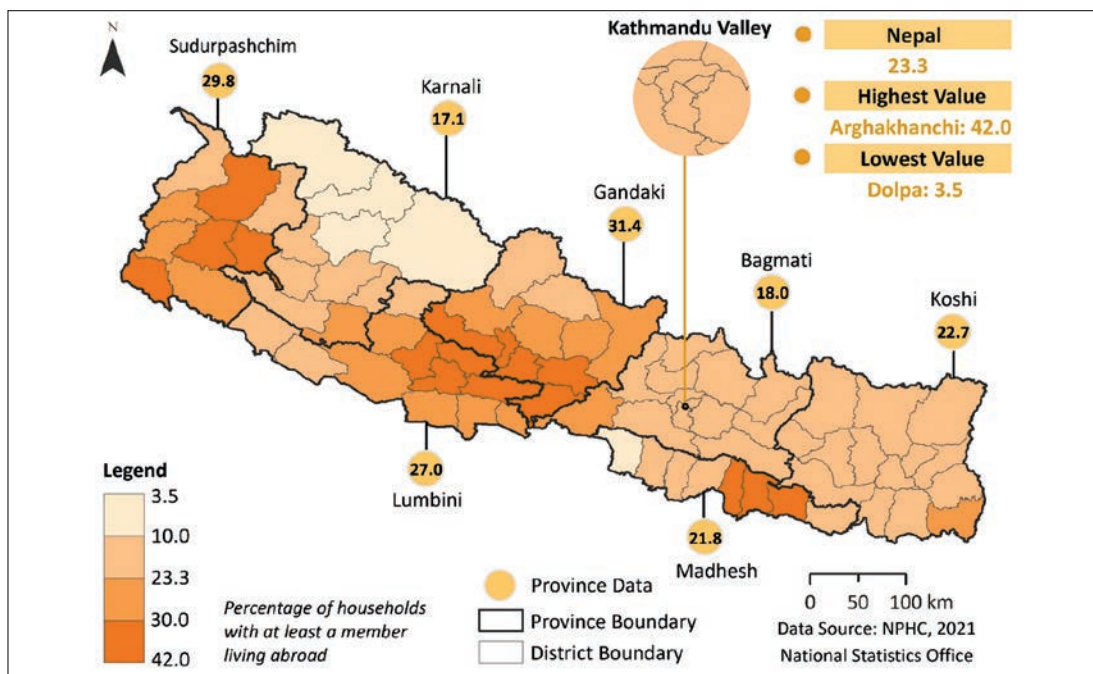 N
Sudurpashchim
29.8
Karnali
17.1
Gandaki
31.4
Kathmandu Valley
Bagmati
18.0
Koshi
22.7
Nepal
23.3
Highest Value
Arghakhanchi: 42.0
Lowest Value
Dolpa: 3.5
27.0
Lumbini
21.8
Madhesh
Legend
3.5
10.0
23.3
30.0
42.0
Percentage of households
with at least a member
living abroad
Province Data
Province Boundary
District Boundary
0 50 100 km
Data Source: NPHC, 2021
National Statistics Office